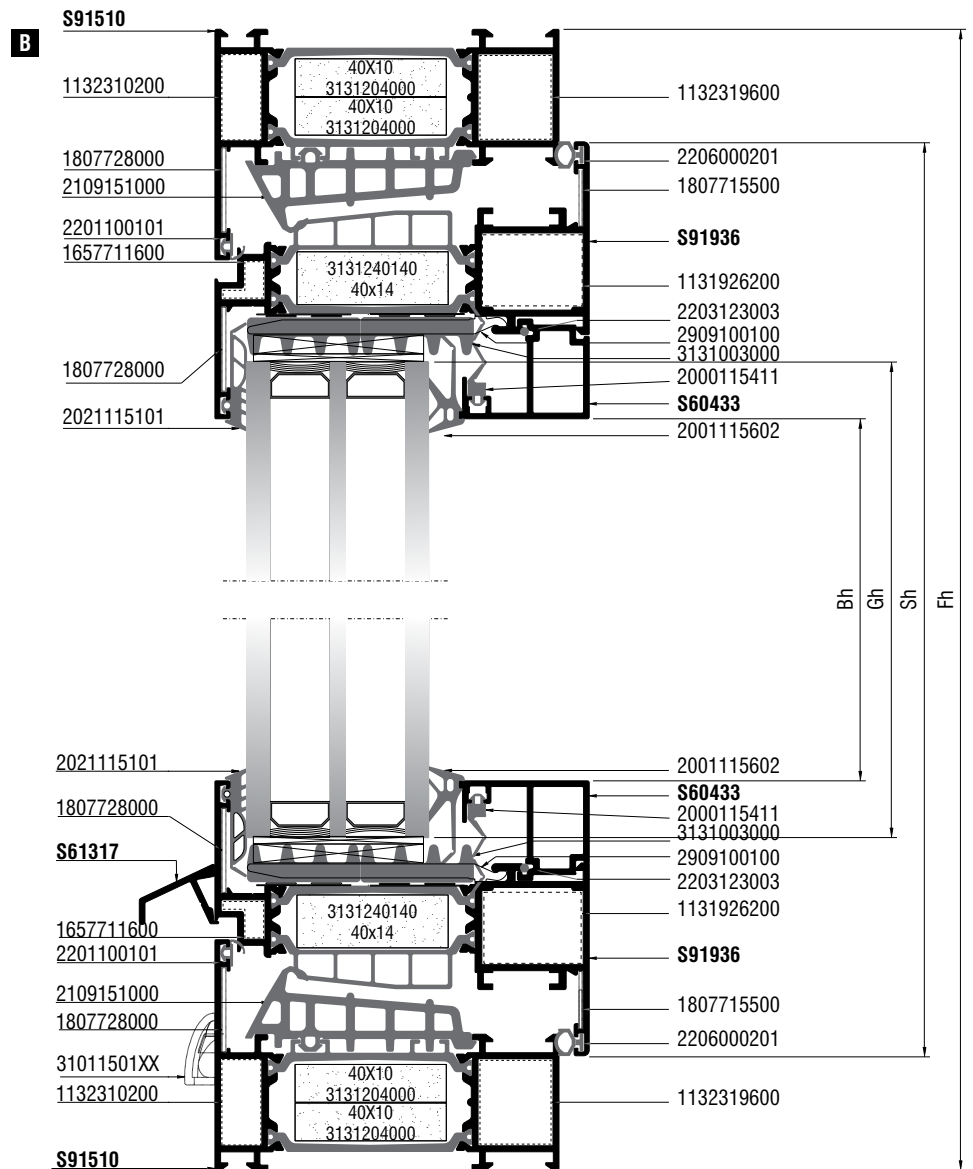 S91510
B
40X10
3131204000
40X10
3131204000
1132310200
1132319600
1807728000
2109151000
2206000201
1807715500
2201100101
1657711600
S91936
3131240140
40x14
1131926200
2203123003
2909100100
3131003000
1807728000
2000115411
S60433
2021115101
2001115602
Bh
Gh
Sh
Fh
2021115101
2001115602
1807728000
S60433
2000115411
S61317
3131003000
2909100100
2203123003
3131240140
40x14
1131926200
1657711600
2201100101
S91936
2109151000
1807728000
1807715500
31011501XX
2206000201
1132310200
40X10
3131204000
40X10
3131204000
1132319600
S91510